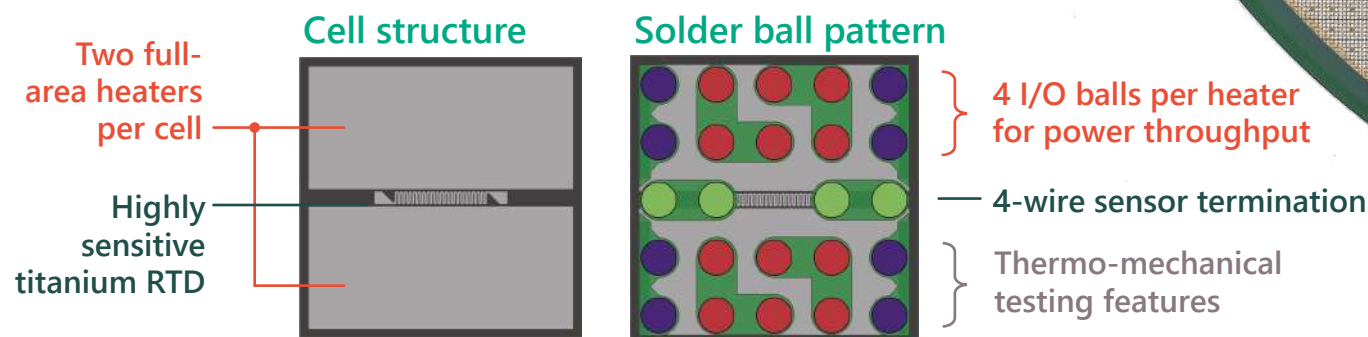 Cell structure
Solder ball pattern
Two full-
area heaters
per cell
Highly
sensitive
titanium RTD
4 I/O balls per heater
for power throughput
4-wire sensor termination
Thermo-mechanical
testing features